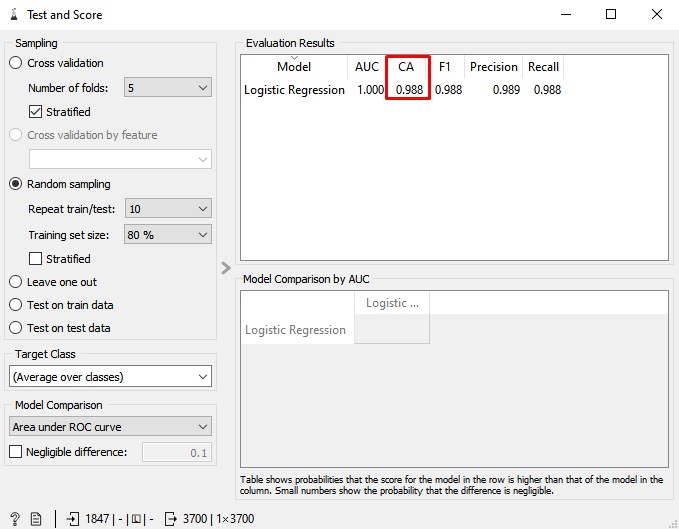 Test and Score
Sampling
Cross validation
Number of folds: 5
Stratified
Cross validation by feature
Random sampling
Repeat train/test: 10
Training set size: 80 %
Stratified
Leave one out
Test on train data
Test on test data
Target Class
(Average over classes)
Model Comparison
Area under ROC curve
Negligible difference: 0.1
Evaluation Results
Model AUC CA F1 Precision Recall
Logistic Regression 1.000 0.988 0.988 0.989 0.988
Model Comparison by AUC
Logistic ...
Logistic Regression
Table shows probabilities that the score for the model in the row is higher than that of the model in the
column. Small numbers show the probability that the difference is negligible.
? 1847 | - | - 3700 | 1×3700